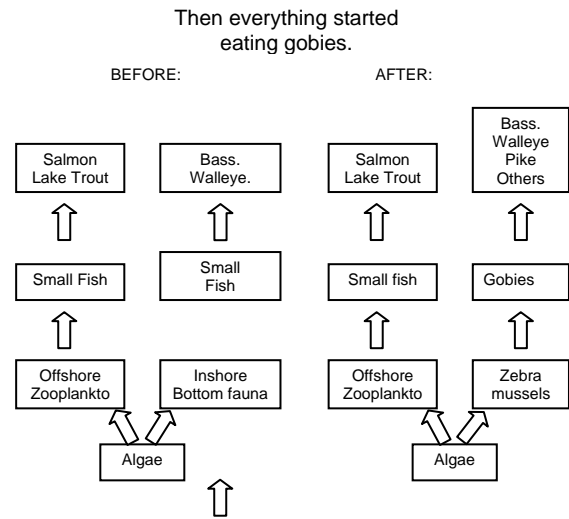 Then everything started
eating gobies.
BEFORE:
AFTER:
Salmon
Lake Trout
Bass.
Walleye.
Salmon
Lake Trout
Bass.
Walleye
Pike
Others
Small Fish
Small
Fish
Small fish
Gobies
Offshore
Zooplankto
Inshore
Bottom fauna
Offshore
Zooplankto
Zebra
mussels
Algae
Algae